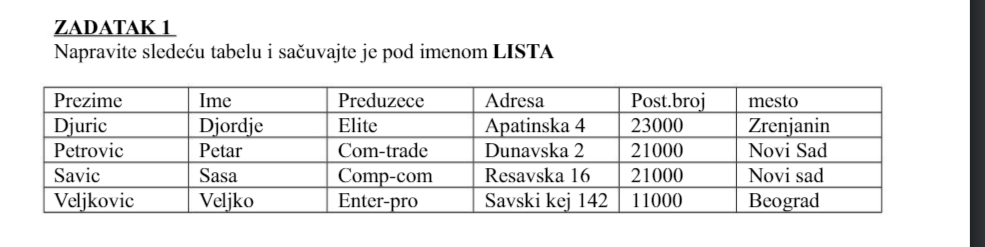 ZADATAK 1
Napravite sledeću tabelu i sačuvajte je pod imenom LISTA
Prezime Ime Preduzece Adresa Post.broj mesto
Djuric Djordje Elite Apatinska 4 23000 Zrenjanin
Petrovic Petar Com-trade Dunavska 2 21000 Novi Sad
Savic Sasa Comp-com Resavska 16 21000 Novi sad
Veljkovic Veljko Enter-pro Savski kej 142 11000 Beograd